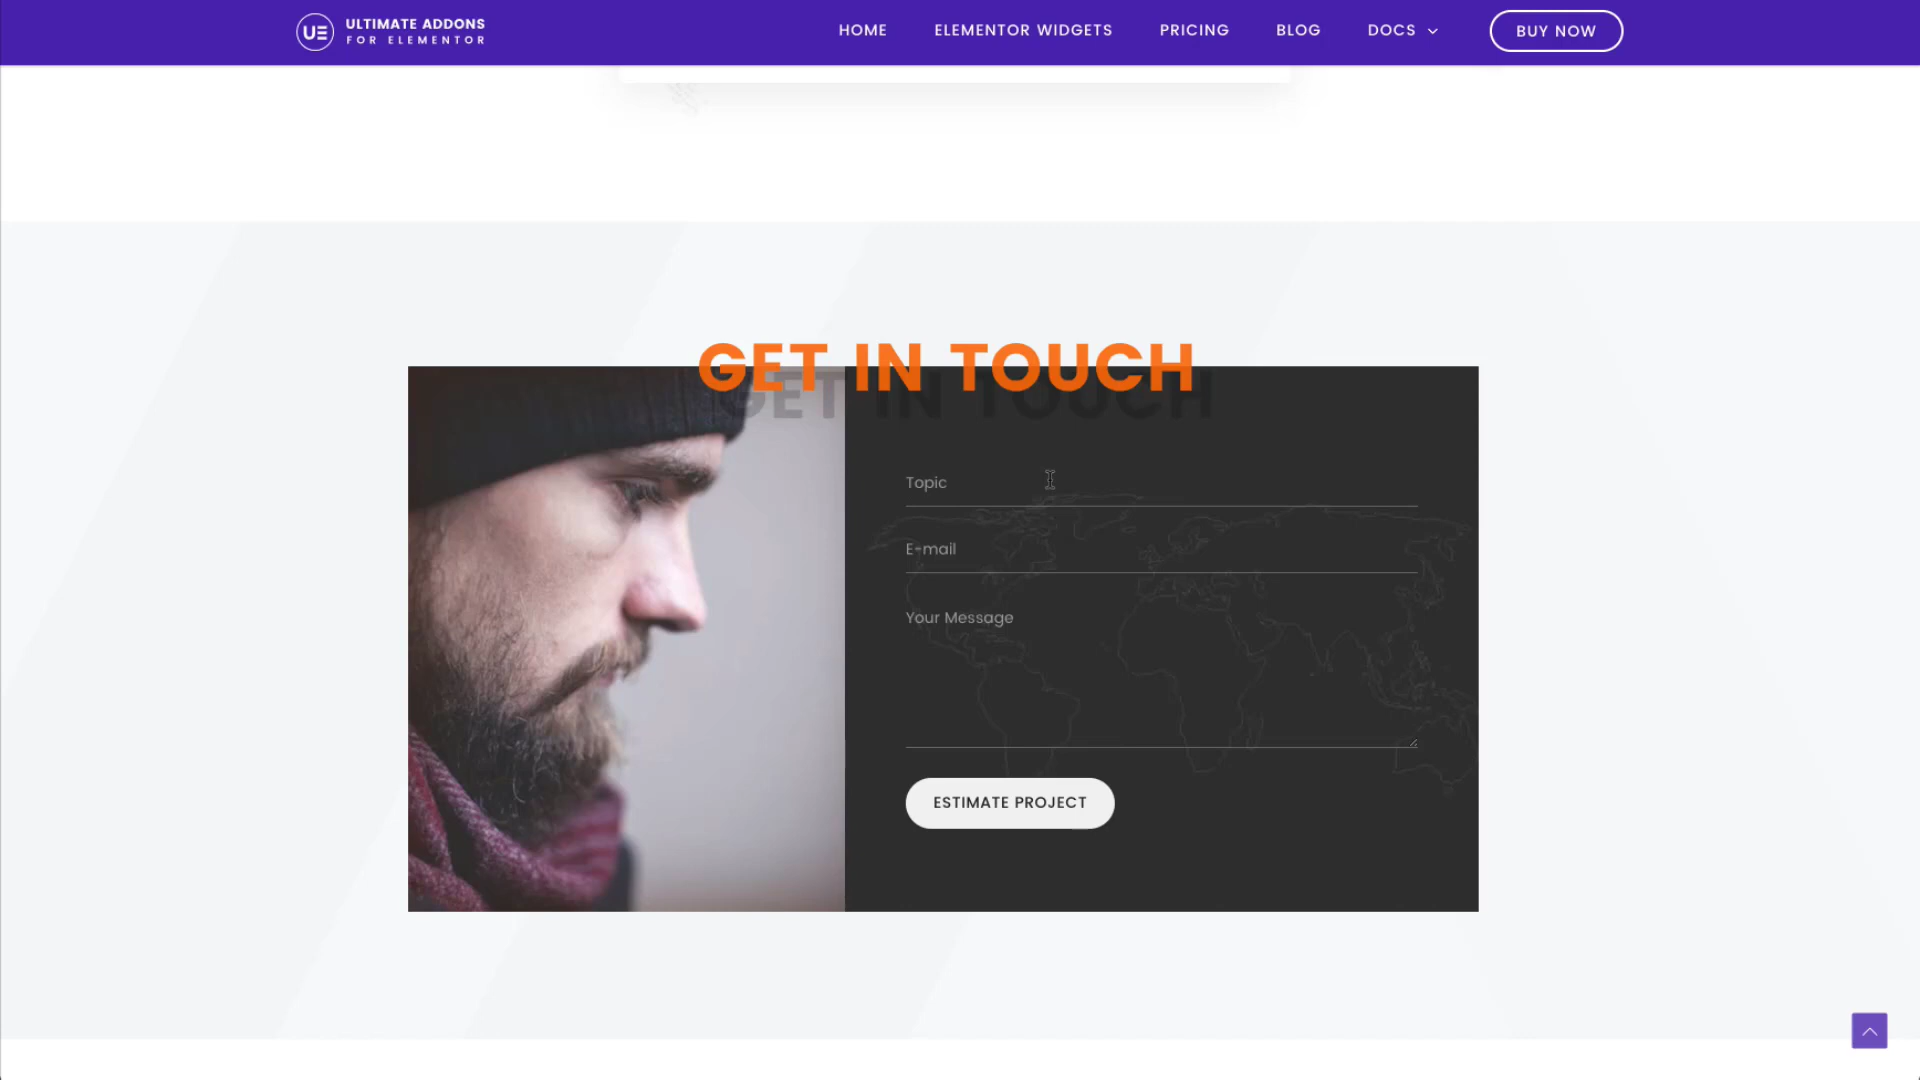 ULTIMATE ADDONS
FOR ELEMENTOR
HOME ELEMENTOR WIDGETS PRICING BLOG DOCS BUY NOW
GET IN TOUCH
GET IN TOUCH
Topic
E-mail
Your Message
ESTIMATE PROJECT